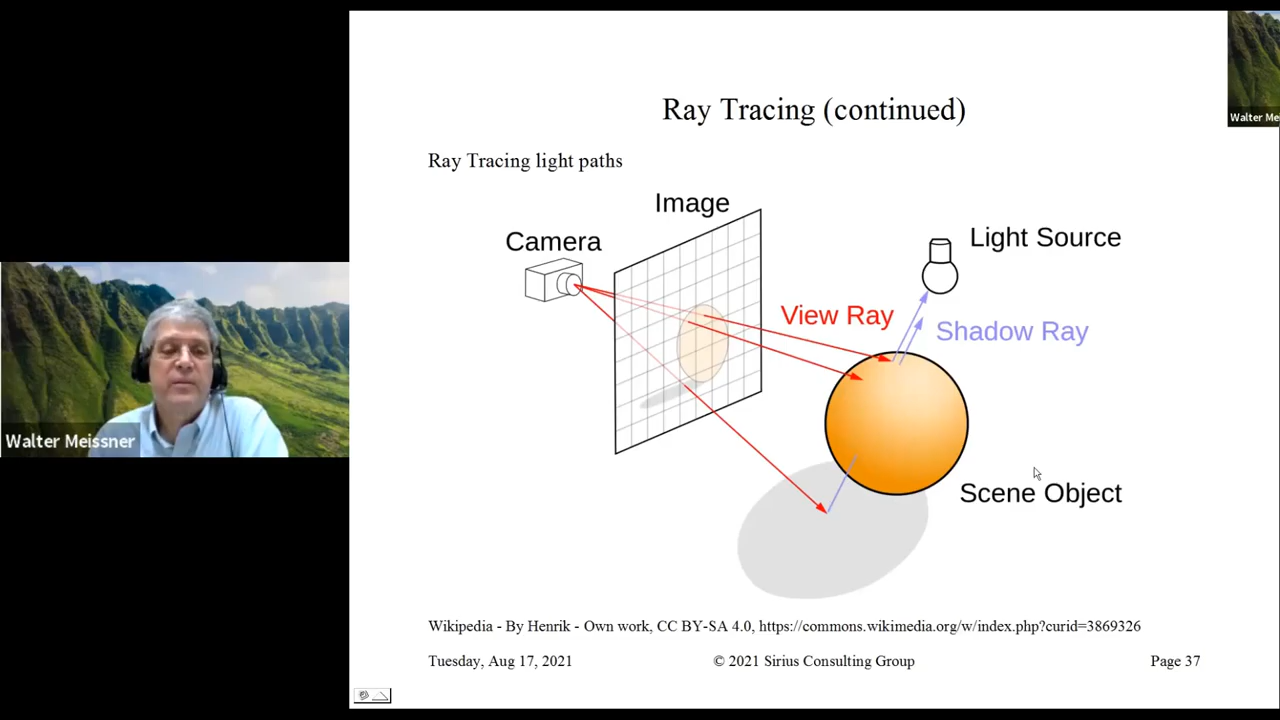 Ray Tracing (continued)
Walter Me
Ray Tracing light paths
Image
Camera
Light Source
View Ray
Shadow Ray
Walter Meissner
Scene Object
Wikipedia - By Henrik - Own work, CC BY-SA 4.0, https://commons.wikimedia.org/w/index.php?curid=3869326
Tuesday, Aug 17, 2021 © 2021 Sirius Consulting Group Page 37